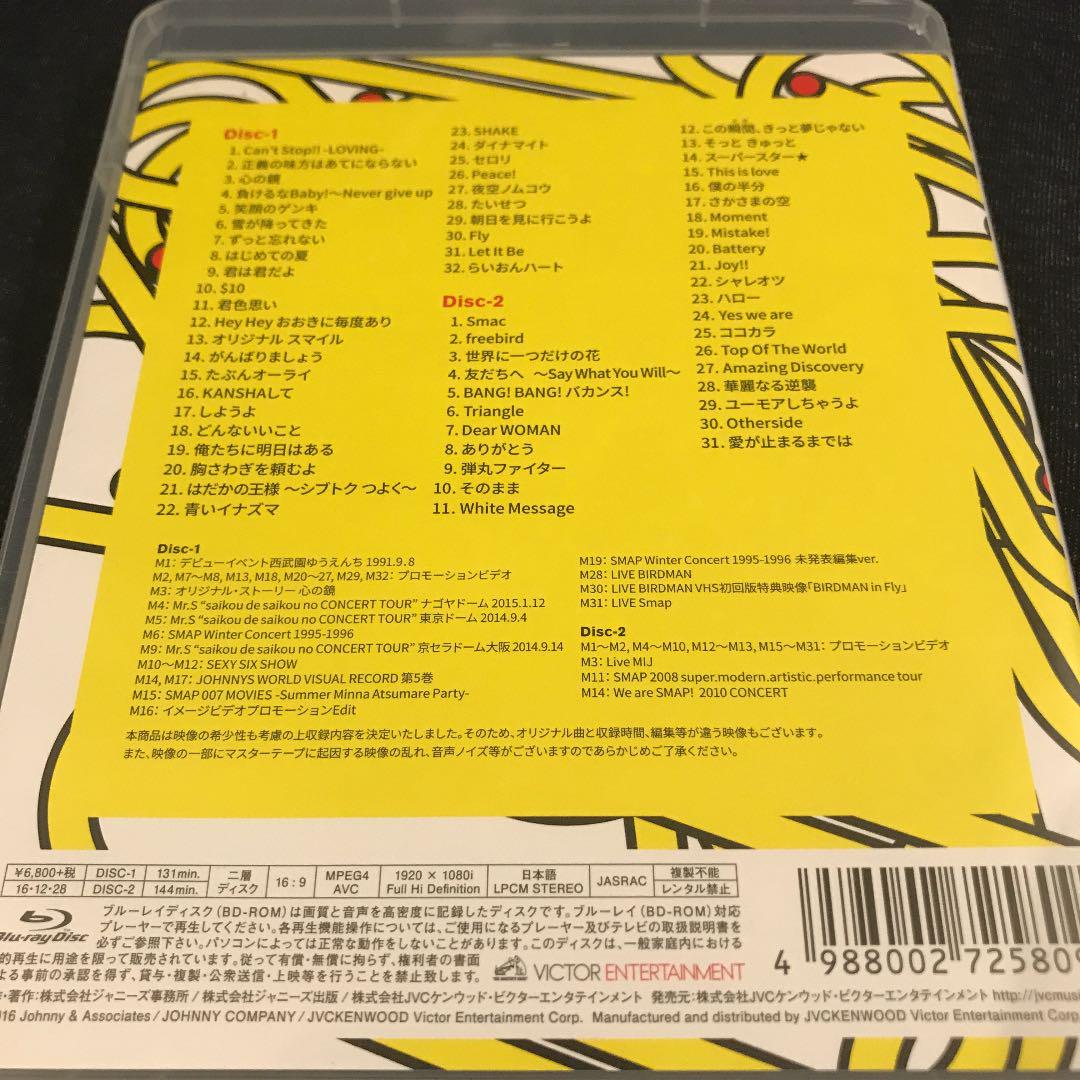 Disc-1
1. Can't Stop!! -LOVING-
2. 正義の味方はあてにならない
3. 心の鏡
4. 負けるなBaby!～Never give up
5. 笑顔のゲンキ
6. 雪が降ってきた
7. ずっと忘れない
8. はじめての夏
9. 君は君だよ
10. $10
11. 君色思い
12. Hey Hey おおきに毎度あり
13. オリジナル スマイル
14. がんばりましょう
15. たぶんオーライ
16. KANSHAして
17. しようよ
18. どんないいこと
19. 俺たちに明日はある
20. 胸さわぎを頼むよ
21. はだかの王様 ～シブトク つよく～
22. 青いイナズマ
23. SHAKE
24. ダイナマイト
25. セロリ
26. Peace!
27. 夜空ノムコウ
28. たいせつ
29. 朝日を見に行こうよ
30. Fly
31. Let It Be
32. らいおんハート
Disc-2
1. Smac
2. freebird
3. 世界に一つだけの花
4. 友だちへ ～Say What You Will～
5. BANG! BANG! バカンス!
6. Triangle
7. Dear WOMAN
8. ありがとう
9. 弾丸ファイター
10. そのまま
11. White Message
12. この瞬間、きっと夢じゃない
13. そっと きゅっと
14. スーパースター★
15. This is love
16. 僕の半分
17. さかさまの空
18. Moment
19. Mistake!
20. Battery
21. Joy!!
22. シャレオツ
23. ハロー
24. Yes we are
25. ココカラ
26. Top Of The World
27. Amazing Discovery
28. 華麗なる逆襲
29. ユーモアしちゃうよ
30. Otherside
31. 愛が止まるまでは
Disc-1
M1: デビューイベント西武園ゆうえんち 1991.9.8
M2, M7～M8, M13, M18, M20～27, M29, M32: プロモーションビデオ
M3: オリジナル・ストーリー 心の鏡
M4: Mr.S “saikou de saikou no CONCERT TOUR” ナゴヤドーム 2015.1.12
M5: Mr.S “saikou de saikou no CONCERT TOUR” 東京ドーム 2014.9.4
M6: SMAP Winter Concert 1995-1996
M9: Mr.S “saikou de saikou no CONCERT TOUR” 京セラドーム大阪 2014.9.14
M10～M12: SEXY SIX SHOW
M14, M17: JOHNNYS WORLD VISUAL RECORD 第5巻
M15: SMAP 007 MOVIES -Summer Minna Atsumare Party-
M16: イメージビデオプロモーションEdit
M19: SMAP Winter Concert 1995-1996 未発表編集ver.
M28: LIVE BIRDMAN
M30: LIVE BIRDMAN VHS初回版特典映像「BIRDMAN in Fly」
M31: LIVE Smap
Disc-2
M1～M2, M4～M10, M12～M13, M15～M31: プロモーションビデオ
M3: Live MIJ
M11: SMAP 2008 super.modern.artistic.performance tour
M14: We are SMAP! 2010 CONCERT
本商品は映像の希少性も考慮の上収録内容を決定いたしました。そのため、オリジナル曲と収録時間、編集等が違う映像もございます。
また、映像の一部にマスターテープに起因する映像の乱れ、音声ノイズ等がございますのであらかじめご了承ください。
¥6,800+税 DISC-1 131min. 二層 ディスク 16:9 MPEG4 AVC 1920 × 1080i Full Hi Definition 日本語 LPCM STEREO JASRAC 複製不能
16・12・28 DISC-2 144min. レンタル禁止
Blu-ray Disc
ブルーレイディスク(BD-ROM)は画質と音声を高密度に記録したディスクです。ブルーレイ(BD-ROM)対応
プレーヤーで再生してください。各再生機能操作については、ご使用になるプレーヤー及びテレビの取扱説明書を
必ずご参照下さい。パソコンによっては正常な動作をしないことがあります。このディスクは、一般家庭内における
的再生に用途を限って販売されています。従って有償・無償に拘らず、権利者の書面
よる事前の承認を得ず、貸与・複製・公衆送信・上映等を行うことを禁止致します。
VICTOR ENTERTAINMENT
4 988002 725809
・著作:株式会社ジャニーズ事務所 / 株式会社ジャニーズ出版 / 株式会社JVCケンウッド・ビクターエンタテインメント 発売元:株式会社JVCケンウッド・ビクターエンタテインメント http://jvcmus
16 Johnny & Associates / JOHNNY COMPANY / JVCKENWOOD Victor Entertainment Corp. Manufactured and distributed by JVCKENWOOD Victor Entertainment Corp.